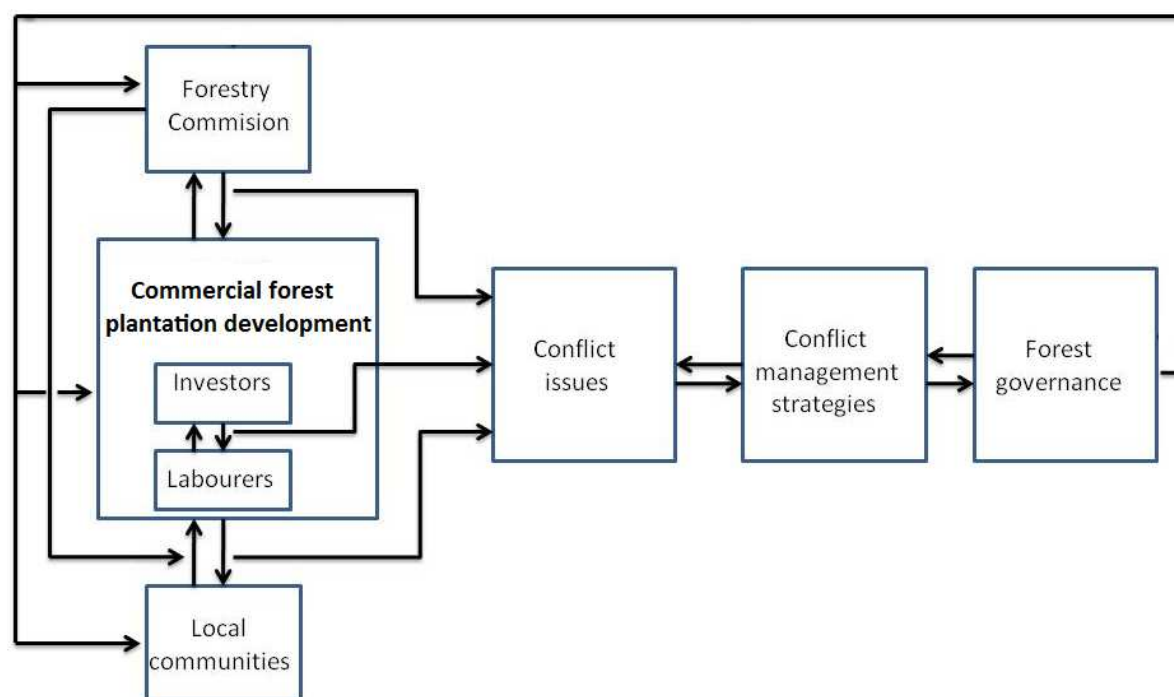 Forestry
Commision
Commercial forest
plantation development
Investors
Labourers
Local
communities
Conflict
issues
Conflict
management
strategies
Forest
governance